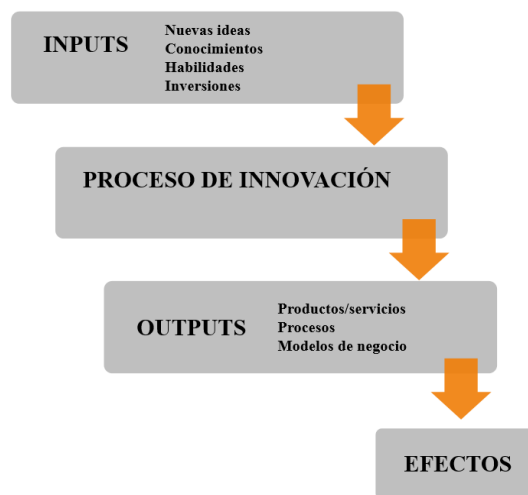 INPUTS
Nuevas ideas
Conocimientos
Habilidades
Inversiones
PROCESO DE INNOVACIÓN
OUTPUTS
Productos/servicios
Procesos
Modelos de negocio
EFECTOS